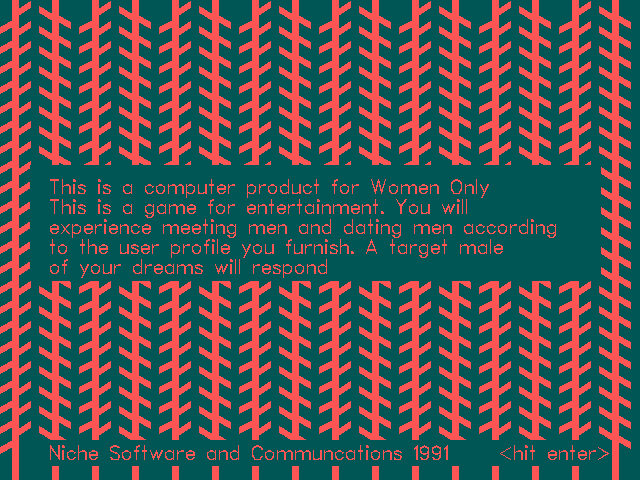 This is a computer product for Women Only
This is a game for entertainment. You will
experience meeting men and dating men according
to the user profile you furnish. A target male
of your dreams will respond
Niche Software and Communcations 1991 <hit enter>